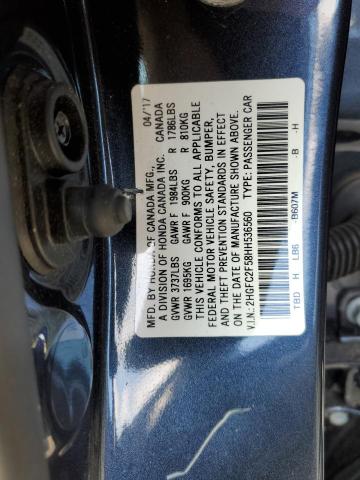 MFD. BY HONDA OF CANADA MFG., 04/'17
A DIVISION OF HONDA CANADA INC. CANADA
GVWR 3737LBS GAWR F 1984LBS R 1786LBS
GVWR 1695KG GAWR F 900KG R 810KG
THIS VEHICLE CONFORMS TO ALL APPLICABLE
FEDERAL MOTOR VEHICLE SAFETY, BUMPER,
AND THEFT PREVENTION STANDARDS IN EFFECT
ON THE DATE OF MANUFACTURE SHOWN ABOVE.
V.I.N.: 2HGFC2F58HH536560 TYPE: PASSENGER CAR
TBD H LB6 -B607M -B -H